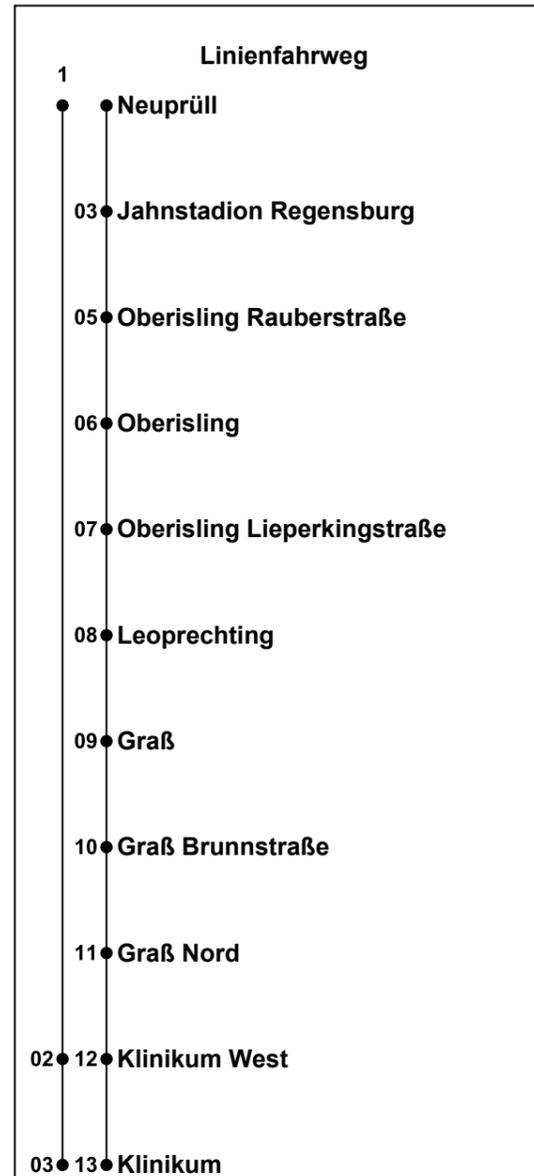 Linienfahrweg
1
Neuprüll
03 Jahnstadion Regensburg
05 Oberisling Rauberstraße
06 Oberisling
07 Oberisling Lieperkingstraße
08 Leoprechting
09 Graß
10 Graß Brunnstraße
11 Graß Nord
02 12 Klinikum West
03 13 Klinikum